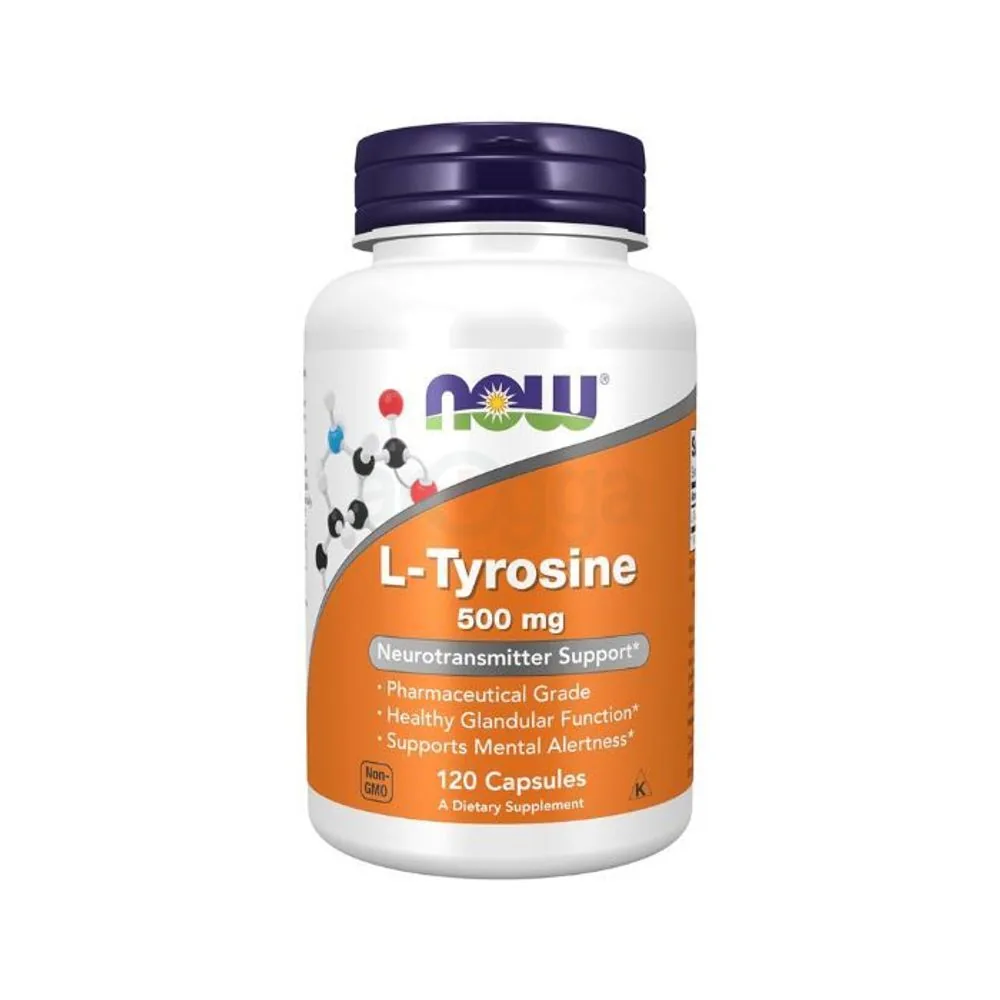 now®
L-Tyrosine
500 mg
Neurotransmitter Support*
• Pharmaceutical Grade
• Healthy Glandular Function*
• Supports Mental Alertness*
Non-
GMO
120 Capsules
A Dietary Supplement
K